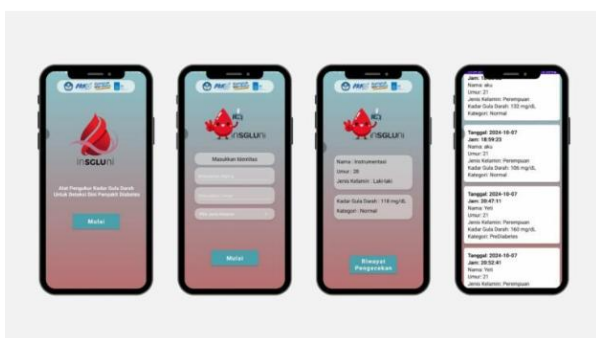 INSGLUNI
Alat Pengukur Kadar Gula Darah
Untuk Deteksi Dini Penyakit Diabetes
Mulai
INSGLUNI
Masukkan Identitas
Mulai
INSGLUNI
Nama : Instrumentasi
Umur : 28
Jenis Kelamin : Laki-laki
Kadar Gula Darah : 118 mg/dL
Kategori : Normal
Riwayat
Pengecekan
Nama: aku
Umur: 21
Jenis Kelamin: Perempuan
Kadar Gula Darah: 133 mg/dL
Kategori: Normal
Tanggal: 2024-10-07
Jam: 18:59:23
Nama: aku
Umur: 21
Jenis Kelamin: Perempuan
Kadar Gula Darah: 106 mg/dL
Kategori: Normal
Tanggal: 2024-10-07
Jam: 20:47:11
Nama: Yeti
Umur: 21
Jenis Kelamin: Perempuan
Kadar Gula Darah: 160 mg/dL
Kategori: PreDiabetes
Tanggal: 2024-10-07
Jam: 20:52:41
Nama: Yeti
Umur: 21
Jenis Kelamin: Perempuan